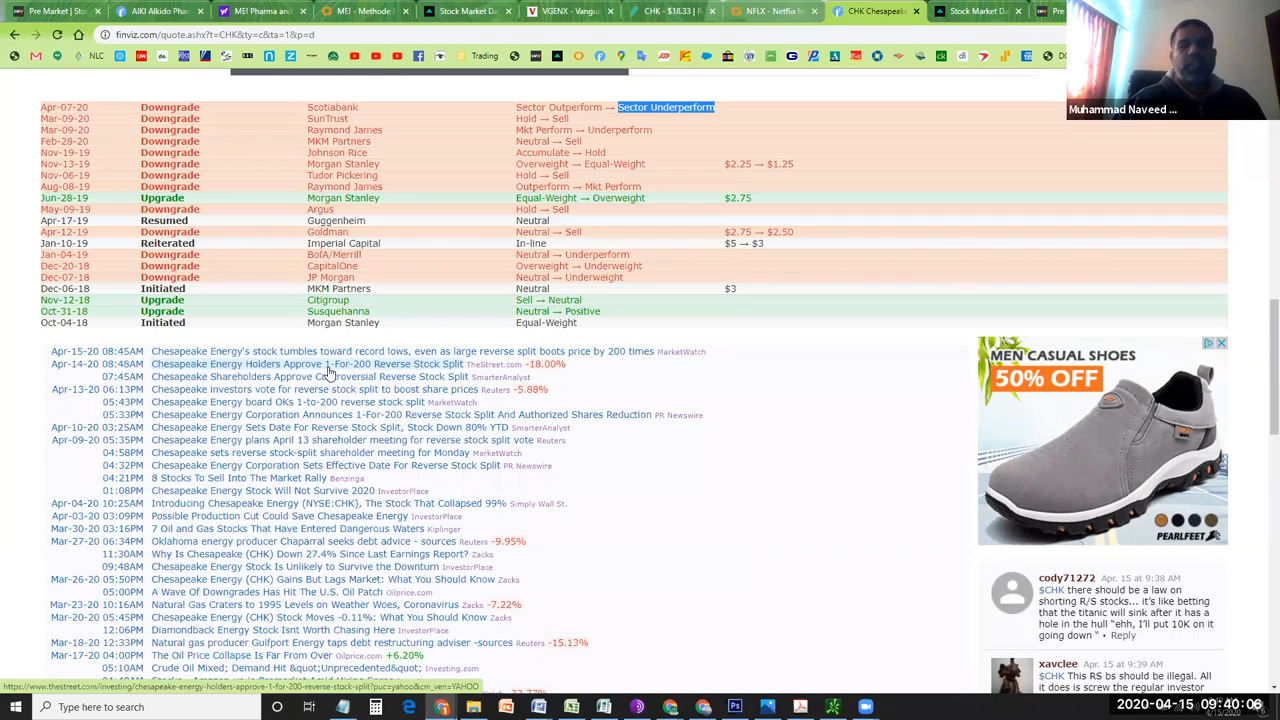 Pre Market | St
AIKI Aikido Pharm
MEI Pharma and
MEI - Methode
Stock Market Da
VGENX - Vangu
CHK - $18.33 | R
NFLX - Netflix In
CHK Chesapeake
Stock Market Da
Pre
finviz.com/quote.ashx?t=CHK&ty=c&ta=1&p=d
NLC
Trading
Muhammad Naveed ...
Apr-07-20 Downgrade Scotiabank Sector Outperform → Sector Underperform
Mar-09-20 Downgrade SunTrust Hold → Sell
Mar-09-20 Downgrade Raymond James Mkt Perform → Underperform
Feb-28-20 Downgrade MKM Partners Neutral → Sell
Nov-19-19 Downgrade Johnson Rice Accumulate → Hold
Nov-13-19 Downgrade Morgan Stanley Overweight → Equal-Weight $2.25 → $1.25
Nov-06-19 Downgrade Tudor Pickering Hold → Sell
Aug-08-19 Downgrade Raymond James Outperform → Mkt Perform
Jun-28-19 Upgrade Morgan Stanley Equal-Weight → Overweight $2.75
May-09-19 Downgrade Argus Hold → Sell
Apr-17-19 Resumed Guggenheim Neutral
Apr-12-19 Downgrade Goldman Neutral → Sell $2.75 → $2.50
Jan-10-19 Reiterated Imperial Capital In-line $5 → $3
Jan-04-19 Downgrade BofA/Merrill Neutral → Underperform
Dec-20-18 Downgrade CapitalOne Overweight → Underweight
Dec-07-18 Downgrade JP Morgan Neutral → Underweight
Dec-06-18 Initiated MKM Partners Neutral $3
Nov-12-18 Upgrade Citigroup Sell → Neutral
Oct-31-18 Upgrade Susquehanna Neutral → Positive
Oct-04-18 Initiated Morgan Stanley Equal-Weight
Apr-15-20 08:45AM Chesapeake Energy's stock tumbles toward record lows, even as large reverse split boots price by 200 times MarketWatch
Apr-14-20 08:48AM Chesapeake Energy Holders Approve 1-For-200 Reverse Stock Split TheStreet.com -18.00%
07:45AM Chesapeake Shareholders Approve Controversial Reverse Stock Split SmarterAnalyst
Apr-13-20 06:13PM Chesapeake investors vote for reverse stock split to boost share prices Reuters -5.88%
05:43PM Chesapeake Energy board OKs 1-to-200 reverse stock split MarketWatch
05:33PM Chesapeake Energy Corporation Announces 1-For-200 Reverse Stock Split And Authorized Shares Reduction PR Newswire
Apr-10-20 03:25AM Chesapeake Energy Sets Date For Reverse Stock Split, Stock Down 80% YTD SmarterAnalyst
Apr-09-20 05:35PM Chesapeake Energy plans April 13 shareholder meeting for reverse stock split vote Reuters
04:58PM Chesapeake sets reverse stock-split shareholder meeting for Monday MarketWatch
04:32PM Chesapeake Energy Corporation Sets Effective Date For Reverse Stock Split PR Newswire
04:21PM 8 Stocks To Sell Into The Market Rally Benzinga
01:08PM Chesapeake Energy Stock Will Not Survive 2020 InvestorPlace
Apr-04-20 10:25AM Introducing Chesapeake Energy (NYSE:CHK), The Stock That Collapsed 99% Simply Wall St.
Apr-03-20 03:09PM Possible Production Cut Could Save Chesapeake Energy InvestorPlace
Mar-30-20 03:16PM 7 Oil and Gas Stocks That Have Entered Dangerous Waters Kiplinger
Mar-27-20 06:34PM Oklahoma energy producer Chaparral seeks debt advice - sources Reuters -9.95%
11:30AM Why Is Chesapeake (CHK) Down 27.4% Since Last Earnings Report? Zacks
09:48AM Chesapeake Energy Stock Is Unlikely to Survive the Downturn InvestorPlace
Mar-26-20 05:50PM Chesapeake Energy (CHK) Gains But Lags Market: What You Should Know Zacks
05:00PM A Wave Of Downgrades Has Hit The U.S. Oil Patch Oilprice.com
Mar-23-20 10:16AM Natural Gas Craters to 1995 Levels on Weather Woes, Coronavirus Zacks -7.22%
Mar-20-20 05:45PM Chesapeake Energy (CHK) Stock Moves -0.11%: What You Should Know Zacks
12:06PM Diamondback Energy Stock Isnt Worth Chasing Here InvestorPlace
Mar-18-20 12:33PM Natural gas producer Gulfport Energy taps debt restructuring adviser -sources Reuters -15.13%
Mar-17-20 04:00PM The Oil Price Collapse Is Far From Over Oilprice.com +6.20%
05:10AM Crude Oil Mixed; Demand Hit &quot;Unprecedented&quot; Investing.com
MEN CASUAL SHOES
50% OFF
PEARLFEET
cody71272 Apr. 15 at 9:38 AM
$CHK there should be a law on
shorting R/S stocks... it's like betting
that the titanic will sink after it has a
hole in the hull "ehh, I'll put 10K on it
going down " • Reply
xavclee Apr. 15 at 9:39 AM
$CHK This RS bs should be illegal. All
it does is screw the regular investor
https://www.thestreet.com/investing/chesapeake-energy-holders-approve-1-for-200-reverse-stock-split?puc=yahoo&cm_ven=YAHOO
Type here to search
2020-04-15 09:40:06